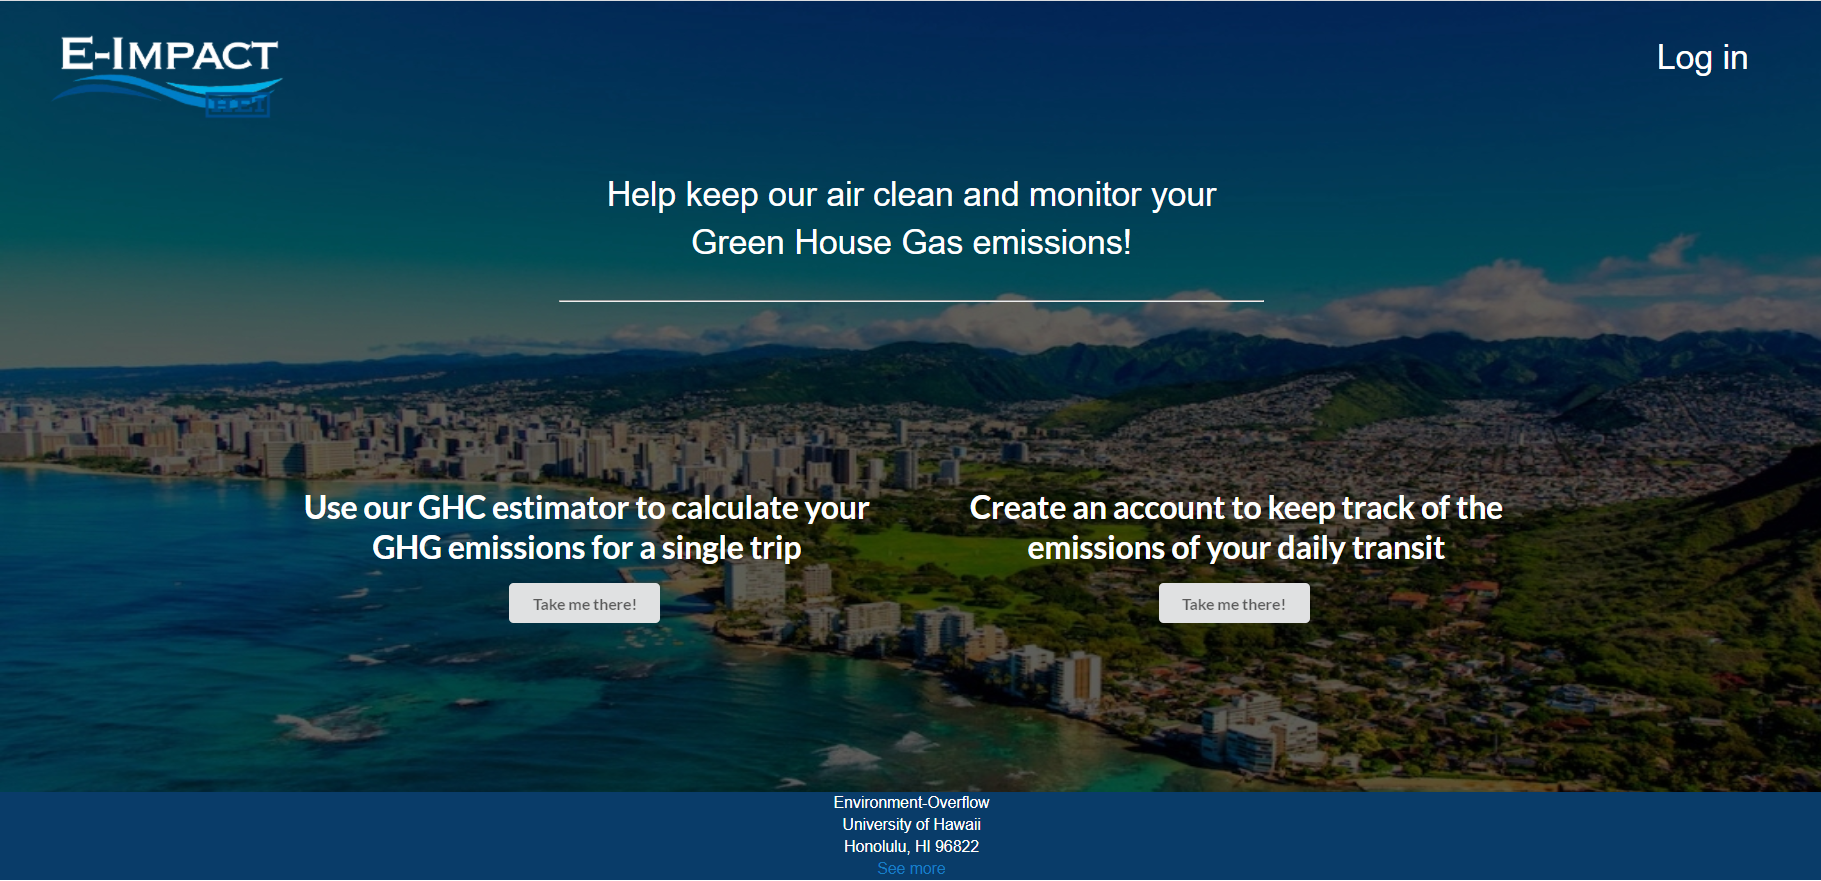 E-IMPACT
HEI
Log in
Help keep our air clean and monitor your
Green House Gas emissions!
Use our GHC estimator to calculate your
GHG emissions for a single trip
Take me there!
Create an account to keep track of the
emissions of your daily transit
Take me there!
Environment-Overflow
University of Hawaii
Honolulu, HI 96822
See more